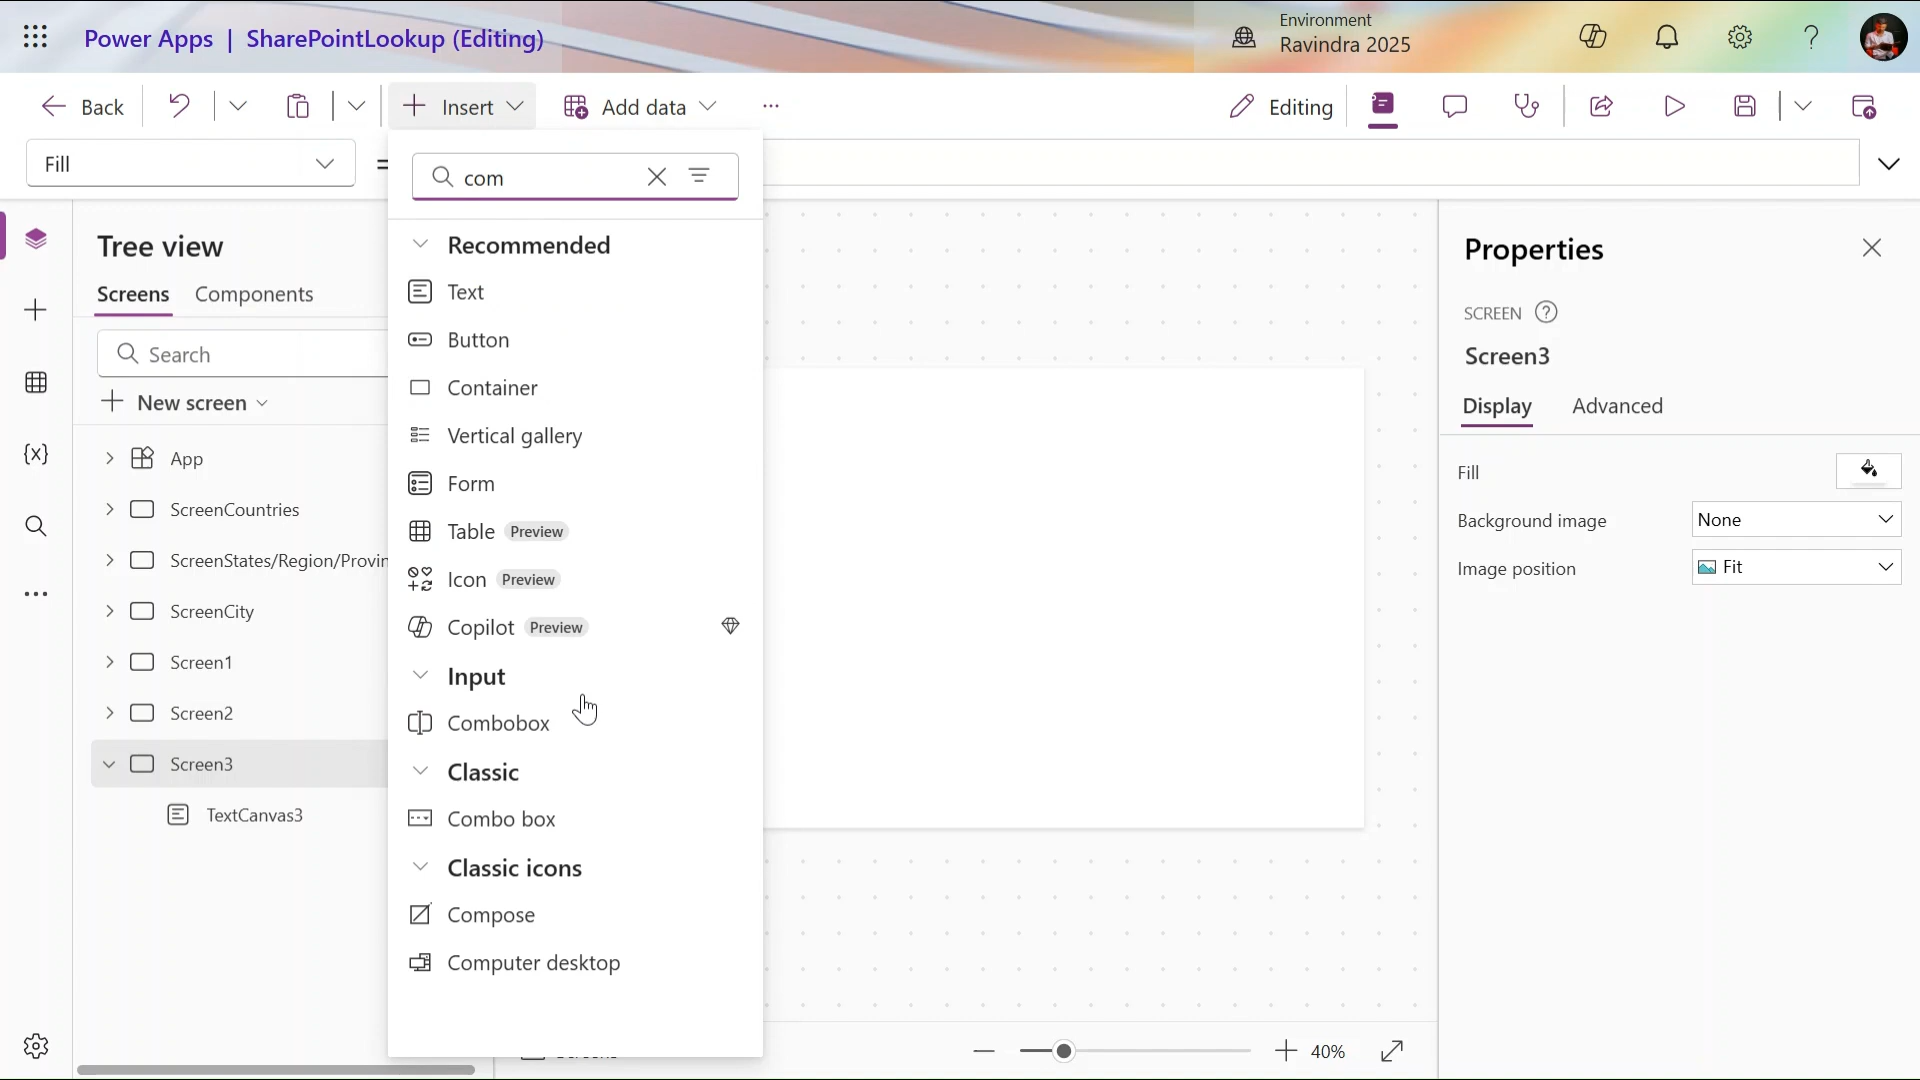 Power Apps | SharePointLookup (Editing)
Environment
Ravindra 2025
Back
Insert
Add data
Editing
Fill
=
com
Tree view
Screens
Components
Search
New screen
App
ScreenCountries
ScreenStates/Region/Provin
ScreenCity
Screen1
Screen2
Screen3
TextCanvas3
Recommended
Text
Button
Container
Vertical gallery
Form
Table Preview
Icon Preview
Copilot Preview
Input
Combobox
Classic
Combo box
Classic icons
Compose
Computer desktop
40%
Properties
SCREEN
Screen3
Display
Advanced
Fill
Background image
None
Image position
Fit